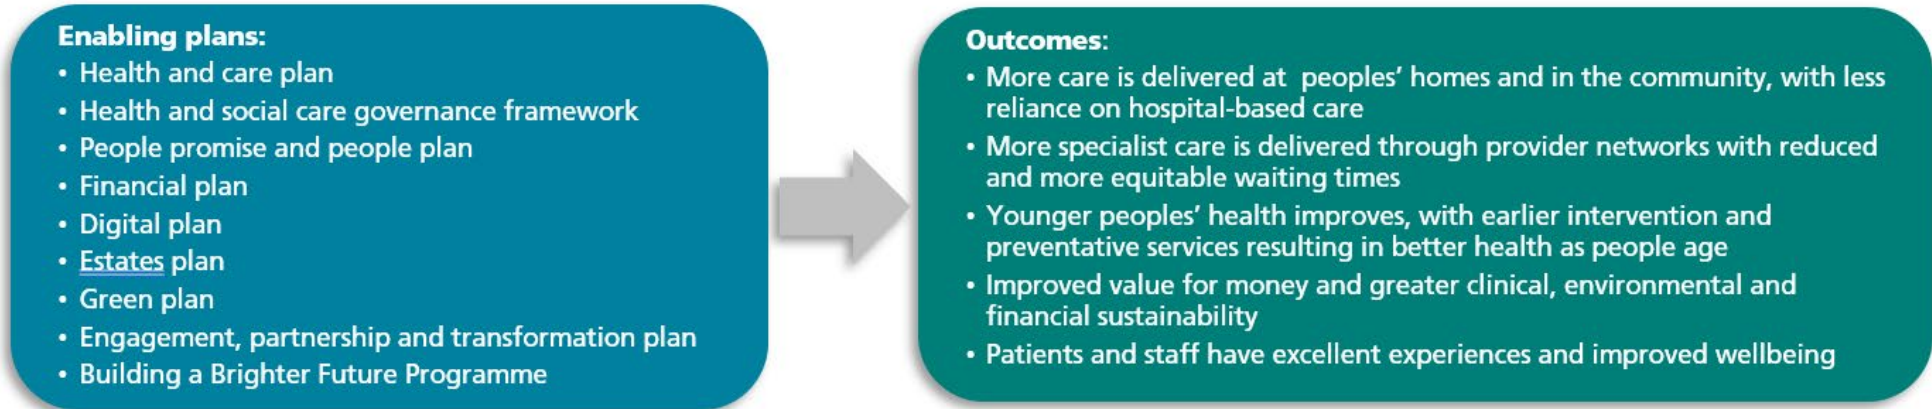 Enabling plans:
• Health and care plan
• Health and social care governance framework
• People promise and people plan
• Financial plan
• Digital plan
• Estates plan
• Green plan
• Engagement, partnership and transformation plan
• Building a Brighter Future Programme
Outcomes:
• More care is delivered at peoples’ homes and in the community, with less
reliance on hospital-based care
• More specialist care is delivered through provider networks with reduced
and more equitable waiting times
• Younger peoples’ health improves, with earlier intervention and
preventative services resulting in better health as people age
• Improved value for money and greater clinical, environmental and
financial sustainability
• Patients and staff have excellent experiences and improved wellbeing